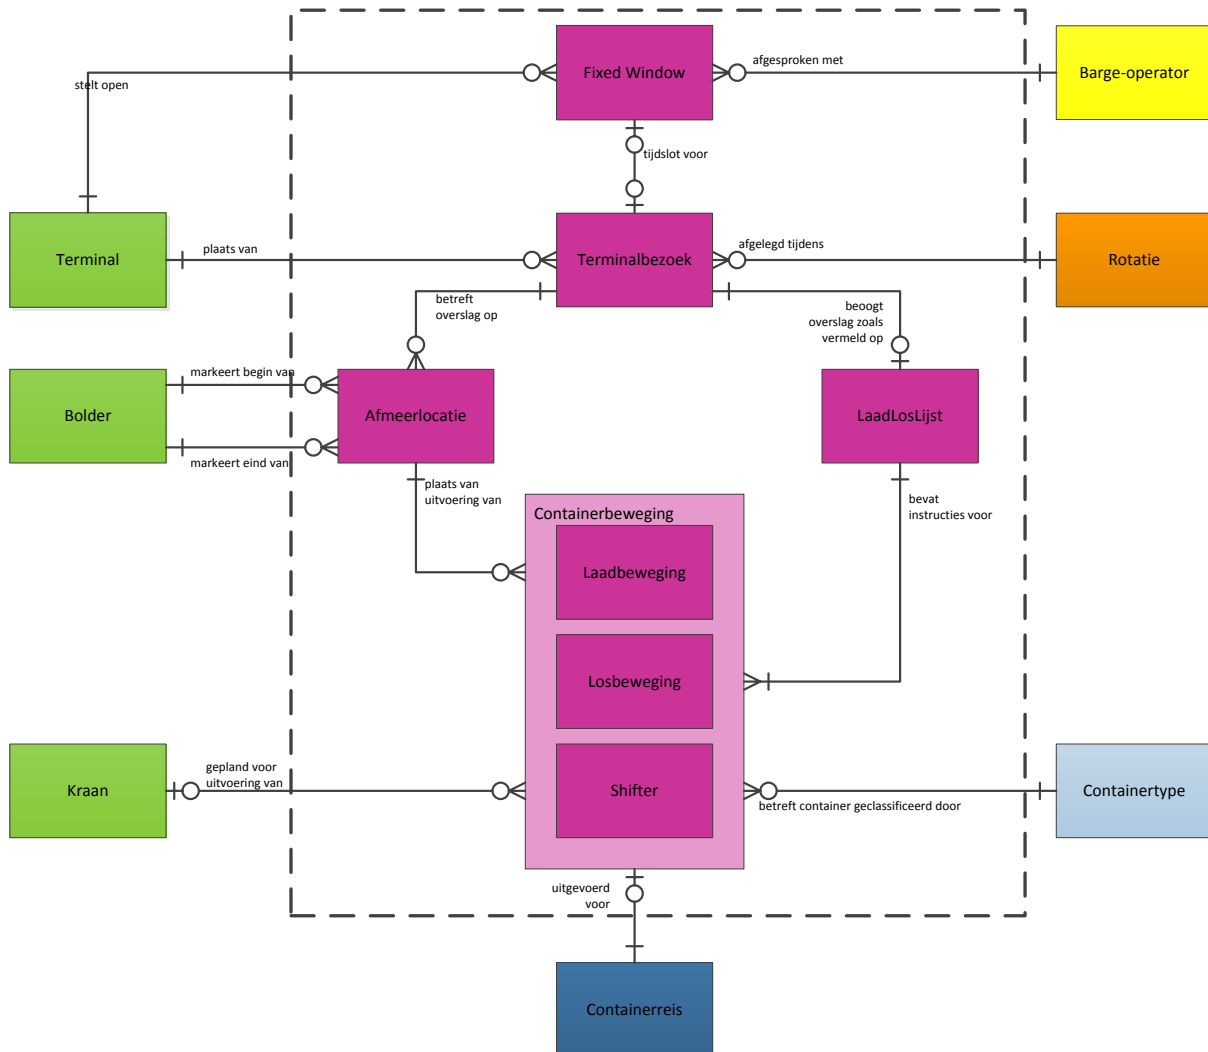 Fixed Window
afgesproken met
Barge-operator
stelt open
tijdslot voor
Terminal
plaats van
Terminalbezoek
afgelegd tijdens
Rotatie
betreft
overslag op
beoogt
overslag zoals
vermeld op
Bolder
markeert begin van
markeert eind van
Afmeerlocatie
LaadLosLijst
plaats van
uitvoering van
bevat
instructies voor
Containerbeweging
Laadbeweging
Losbeweging
Shifter
Kraan
gepland voor
uitvoering van
betreft container geclassificeerd door
Containertype
uitgevoerd
voor
Containerreis